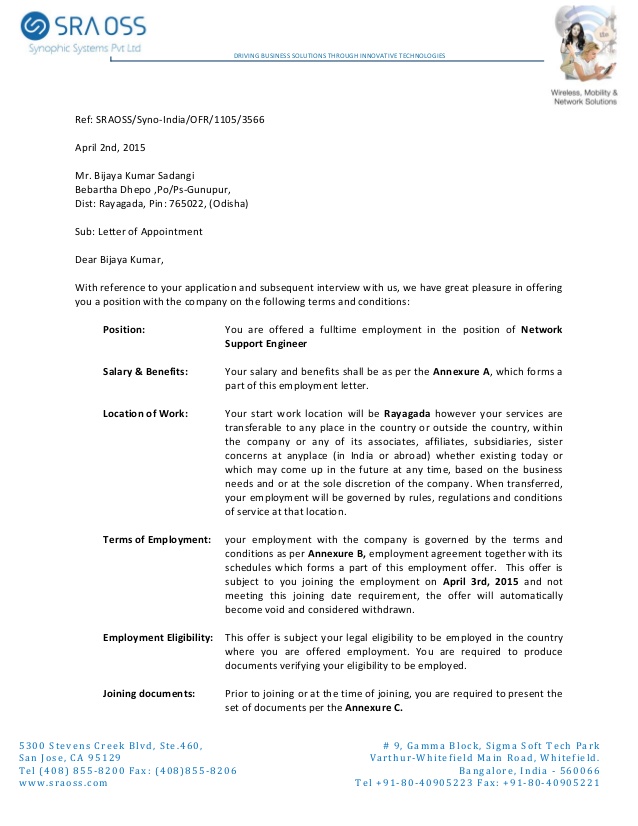 SRA OSS
Synophic Systems Pvt Ltd
DRIVING BUSINESS SOLUTIONS THROUGH INNOVATIVE TECHNOLOGIES
Wireless, Mobility &
Network Solutions
Ref: SRAOSS/Syno-India/OFR/1105/3566
April 2nd, 2015
Mr. Bijaya Kumar Sadangi
Bebartha Dhepo ,Po/Ps-Gunupur,
Dist: Rayagada, Pin: 765022, (Odisha)
Sub: Letter of Appointment
Dear Bijaya Kumar,
With reference to your application and subsequent interview with us, we have great pleasure in offering
you a position with the company on the following terms and conditions:
Position: You are offered a fulltime employment in the position of Network
Support Engineer
Salary & Benefits: Your salary and benefits shall be as per the Annexure A, which forms a
part of this employment letter.
Location of Work: Your start work location will be Rayagada however your services are
transferable to any place in the country or outside the country, within
the company or any of its associates, affiliates, subsidiaries, sister
concerns at anyplace (in India or abroad) whether existing today or
which may come up in the future at any time, based on the business
needs and or at the sole discretion of the company. When transferred,
your employment will be governed by rules, regulations and conditions
of service at that location.
Terms of Employment: your employment with the company is governed by the terms and
conditions as per Annexure B, employment agreement together with its
schedules which forms a part of this employment offer. This offer is
subject to you joining the employment on April 3rd, 2015 and not
meeting this joining date requirement, the offer will automatically
become void and considered withdrawn.
Employment Eligibility: This offer is subject your legal eligibility to be employed in the country
where you are offered employment. You are required to produce
documents verifying your eligibility to be employed.
Joining documents: Prior to joining or at the time of joining, you are required to present the
set of documents per the Annexure C.
5300 Stevens Creek Blvd, Ste.460,
San Jose, CA 95129
Tel (408) 855-8200 Fax: (408)855-8206
www.sraoss.com
# 9, Gamma Block, Sigma Soft Tech Park
Varthur-Whitefield Main Road, Whitefield.
Bangalore, India - 560066
Tel +91-80-40905223 Fax: +91-80-40905221